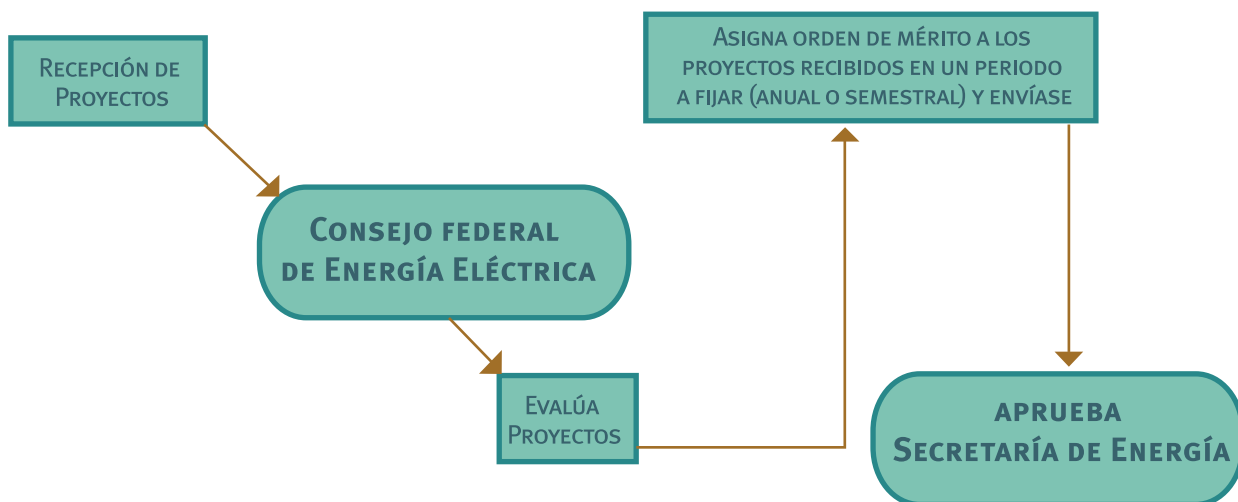 Recepción de
Proyectos
Consejo federal
de Energía Eléctrica
Evalúa
Proyectos
Asigna orden de mérito a los
proyectos recibidos en un periodo
a fijar (anual o semestral) y envíase
aprueba
Secretaría de Energía